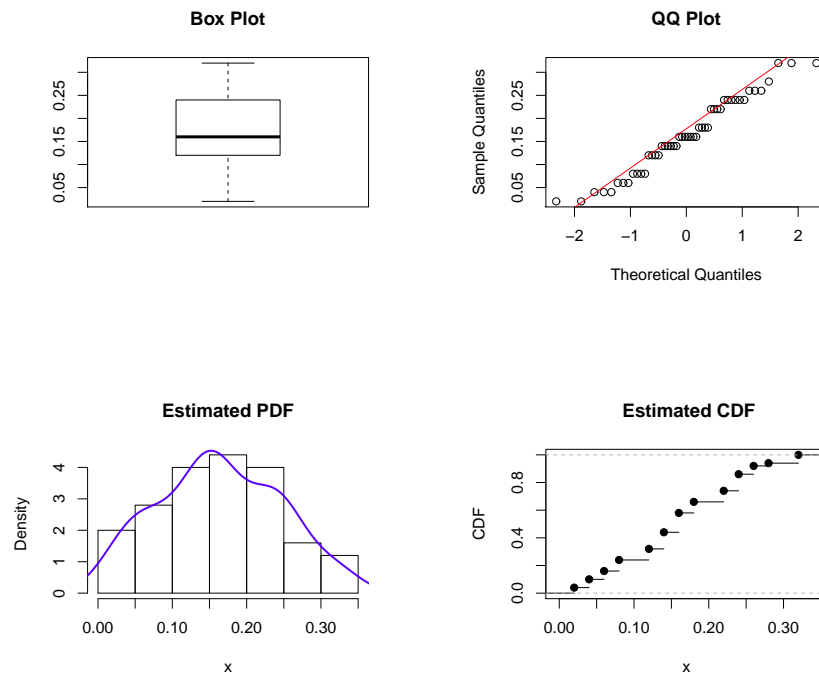 Box Plot
0.05 0.15 0.25
QQ Plot
Sample Quantiles
0.05 0.15 0.25
−2 −1 0 1 2
Theoretical Quantiles
Estimated PDF
Density
0 1 2 3 4
0.00 0.10 0.20 0.30
x
Estimated CDF
CDF
0.0 0.4 0.8
0.00 0.10 0.20 0.30
x